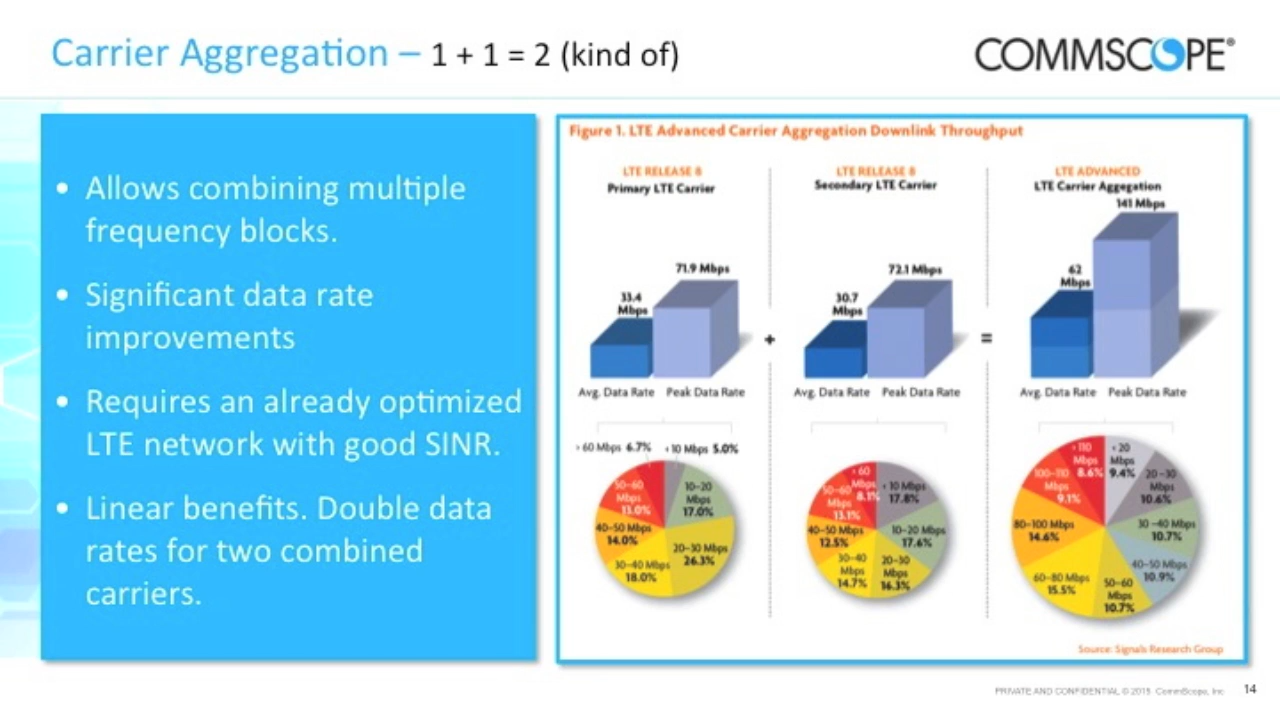 Carrier Aggregation – 1 + 1 = 2 (kind of)
COMMSCOPE®
• Allows combining multiple
frequency blocks.
• Significant data rate
improvements
• Requires an already optimized
LTE network with good SINR.
• Linear benefits. Double data
rates for two combined
carriers.
Figure 1. LTE Advanced Carrier Aggregation Downlink Throughput
LTE RELEASE 8
Primary LTE Carrier
71.9 Mbps
33.4
Mbps
Avg. Data Rate Peak Data Rate
+
LTE RELEASE 8
Secondary LTE Carrier
72.1 Mbps
30.7
Mbps
Avg. Data Rate Peak Data Rate
=
LTE ADVANCED
LTE Carrier Aggegation
141 Mbps
62
Mbps
Avg. Data Rate Peak Data Rate
> 60 Mbps 6.7%
< 10 Mbps 5.0%
50–60
Mbps
13.0%
10–20
Mbps
17.0%
40–50 Mbps
14.0%
20–30 Mbps
26.3%
30–40 Mbps
18.0%
> 60
Mbps
8.1%
< 10 Mbps
17.8%
50–60
Mbps
13.1%
10–20 Mbps
17.6%
40–50 Mbps
12.5%
30–40
Mbps
14.7%
20–30
Mbps
16.3%
>110
Mbps
8.6%
< 20
Mbps
9.4%
100–110
Mbps
9.1%
20–30
Mbps
10.6%
80–100 Mbps
14.6%
30–40 Mbps
10.7%
40–50 Mbps
10.9%
60–80 Mbps
15.5%
50–60
Mbps
10.7%
Source: Signals Research Group
PRIVATE AND CONFIDENTIAL © 2015 CommScope, Inc
14